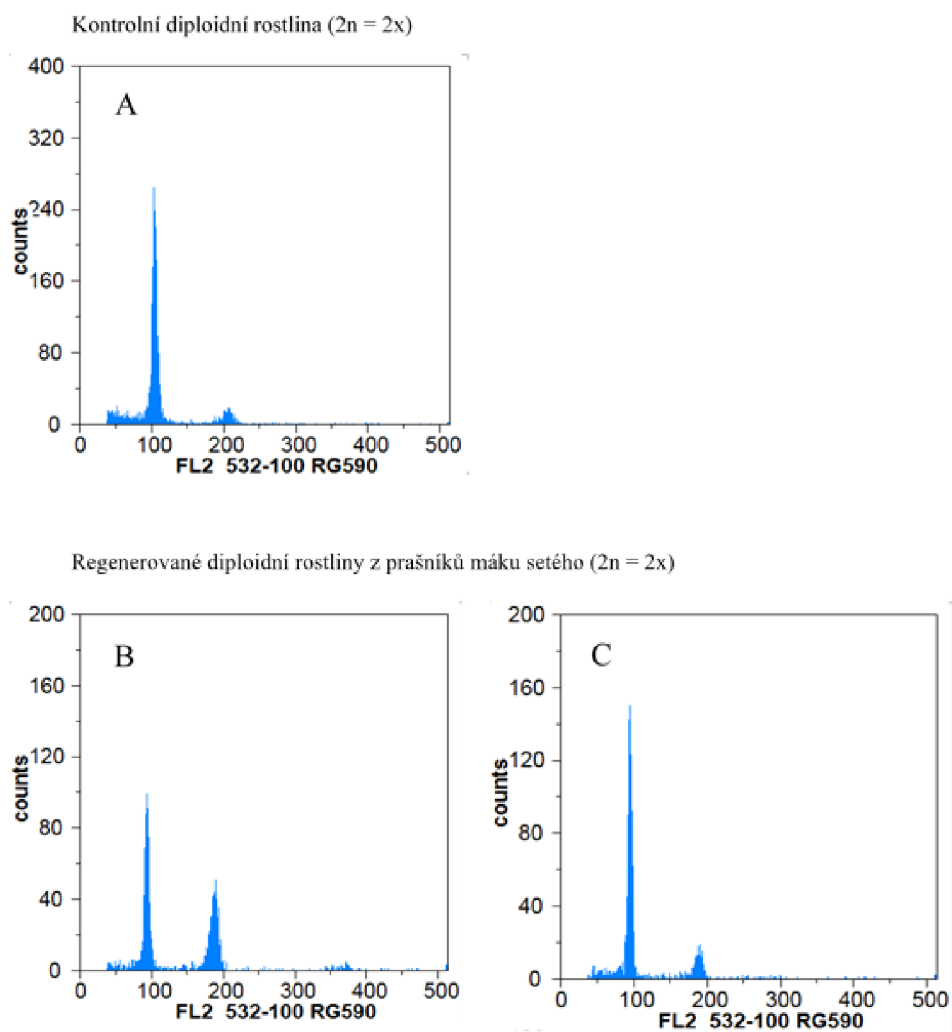 Kontrolní diploidní rostlina (2n = 2x)
400
A
320
240
160
80
0
counts
0 100 200 300 400 500
FL2 532-100 RG590
Regenerované diploidní rostliny z prašníků máku setého (2n = 2x)
200
B
160
120
80
40
0
counts
0 100 200 300 400 500
FL2 532-100 RG590
200
C
160
120
80
40
0
counts
0 100 200 300 400 500
FL2 532-100 RG590